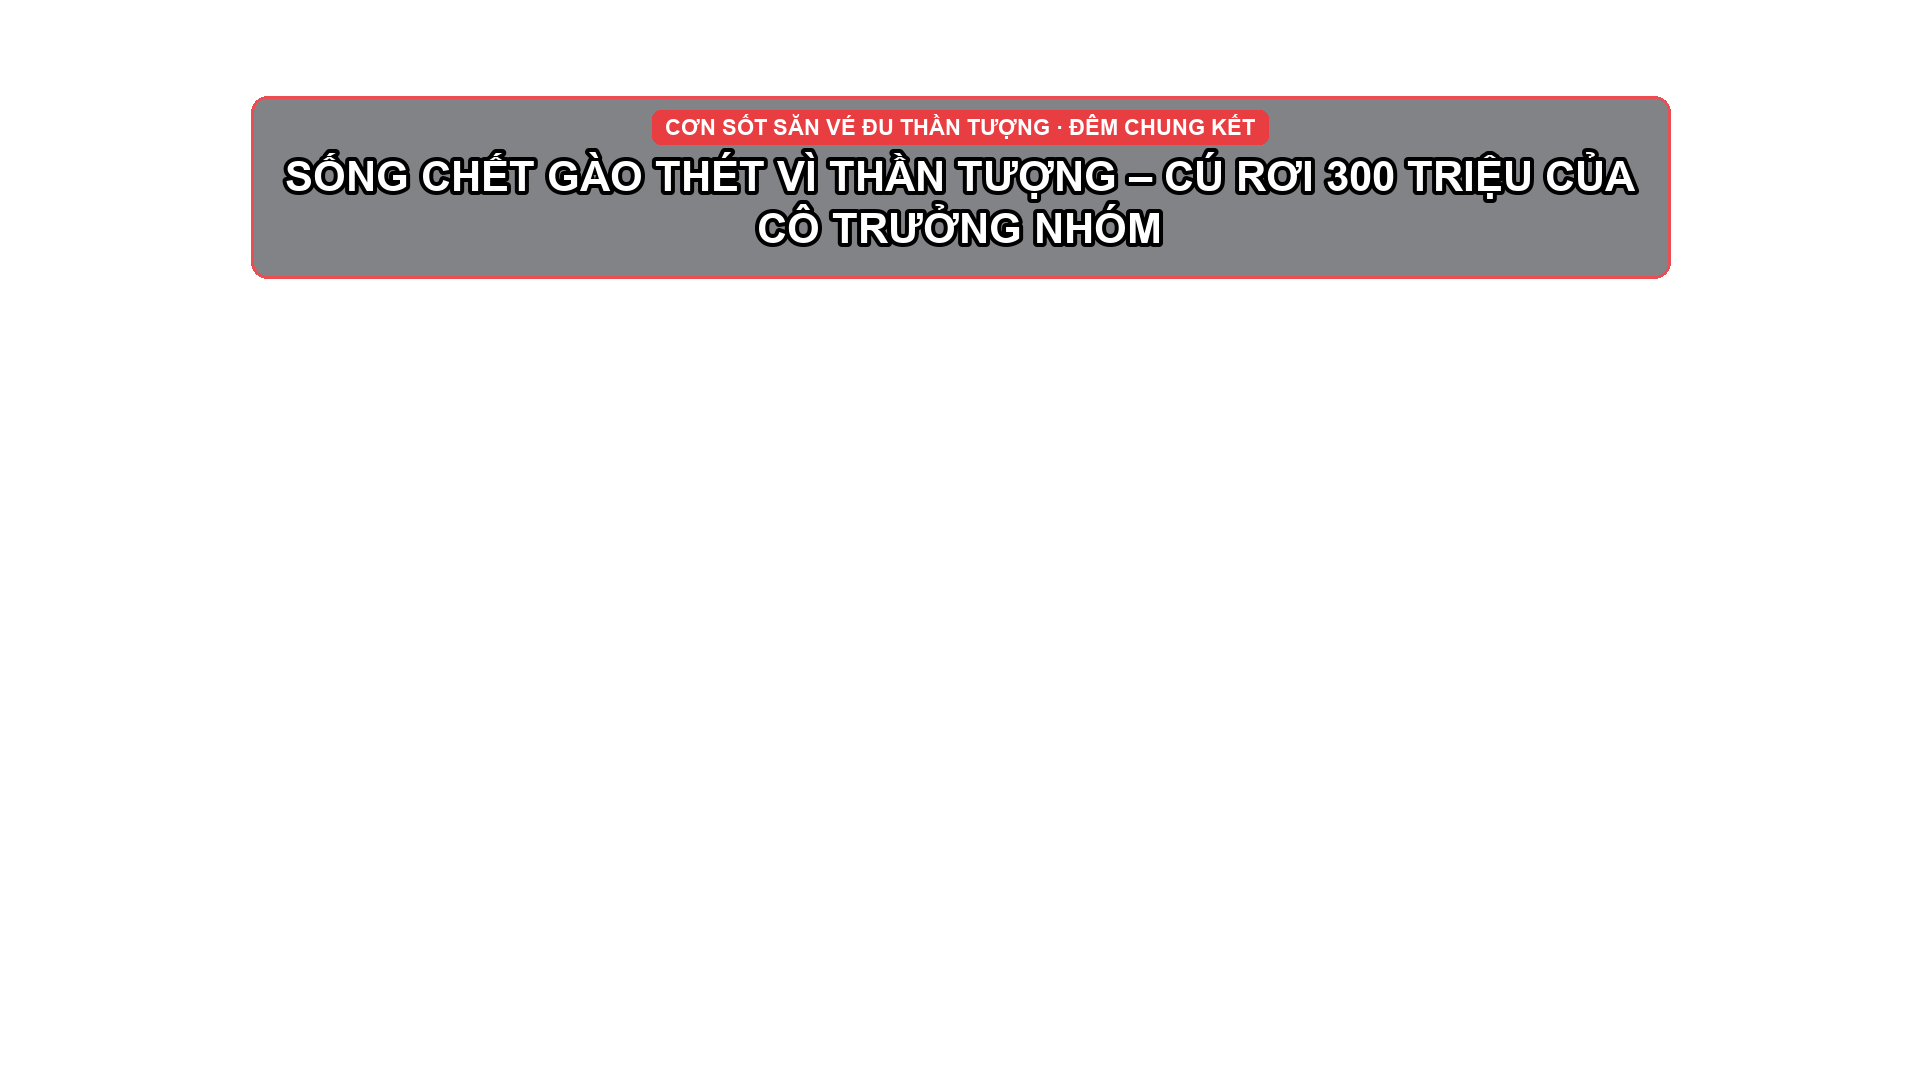 CƠN SỐT SĂN VÉ ĐU THẦN TƯỢNG · ĐÊM CHUNG KẾT
SỐNG CHẾT GÀO THÉT VÌ THẦN TƯỢNG – CÚ RƠI 300 TRIỆU CỦA
CÔ TRƯỞNG NHÓM